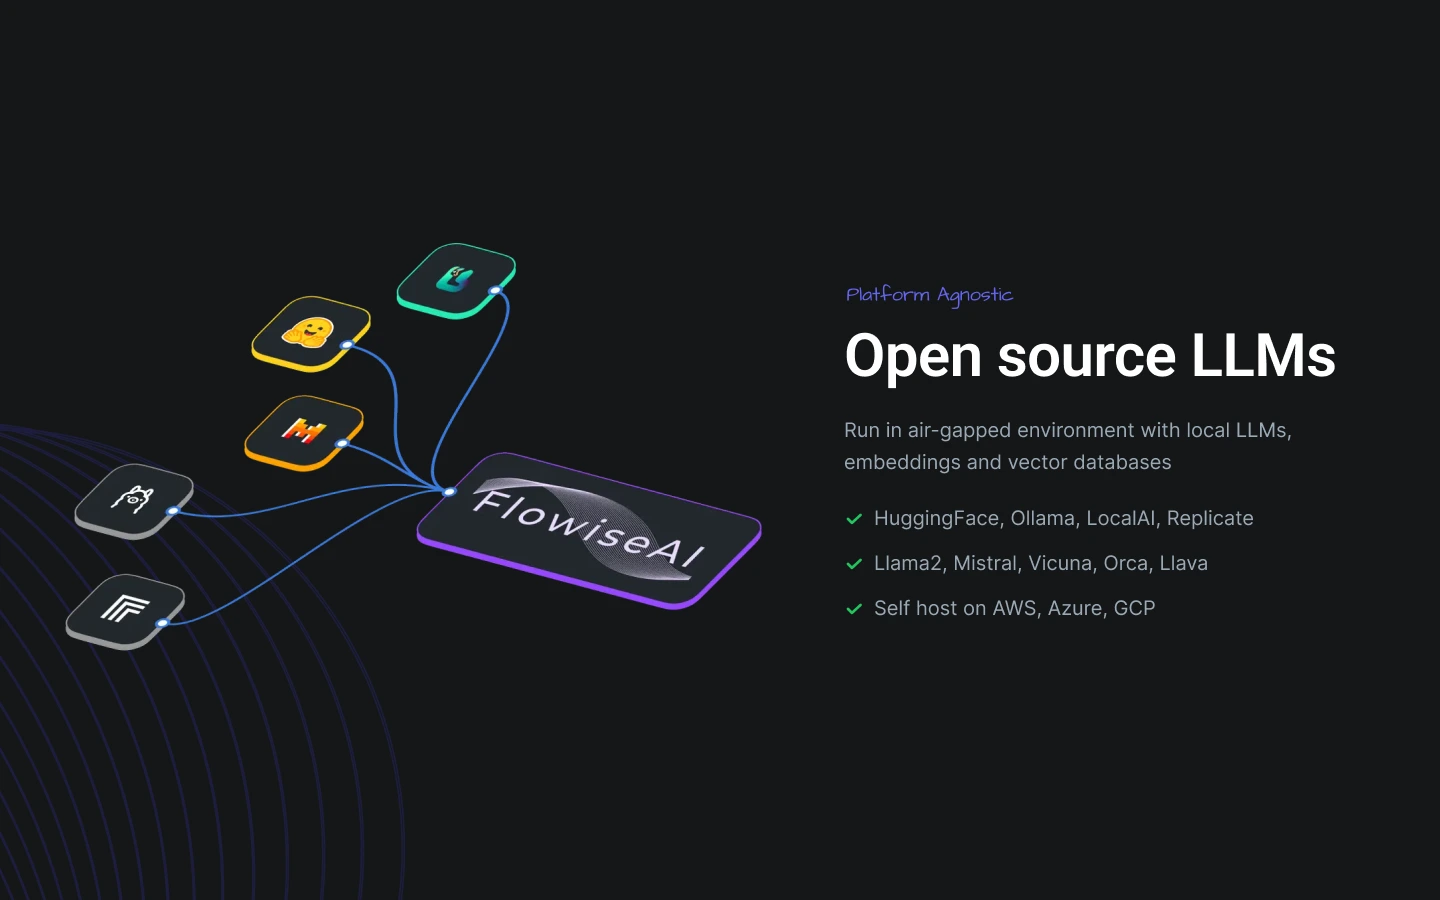 FlowiseAI
Platform Agnostic
Open source LLMs
Run in air-gapped environment with local LLMs,
embeddings and vector databases
HuggingFace, Ollama, LocalAI, Replicate
Llama2, Mistral, Vicuna, Orca, Llava
Self host on AWS, Azure, GCP